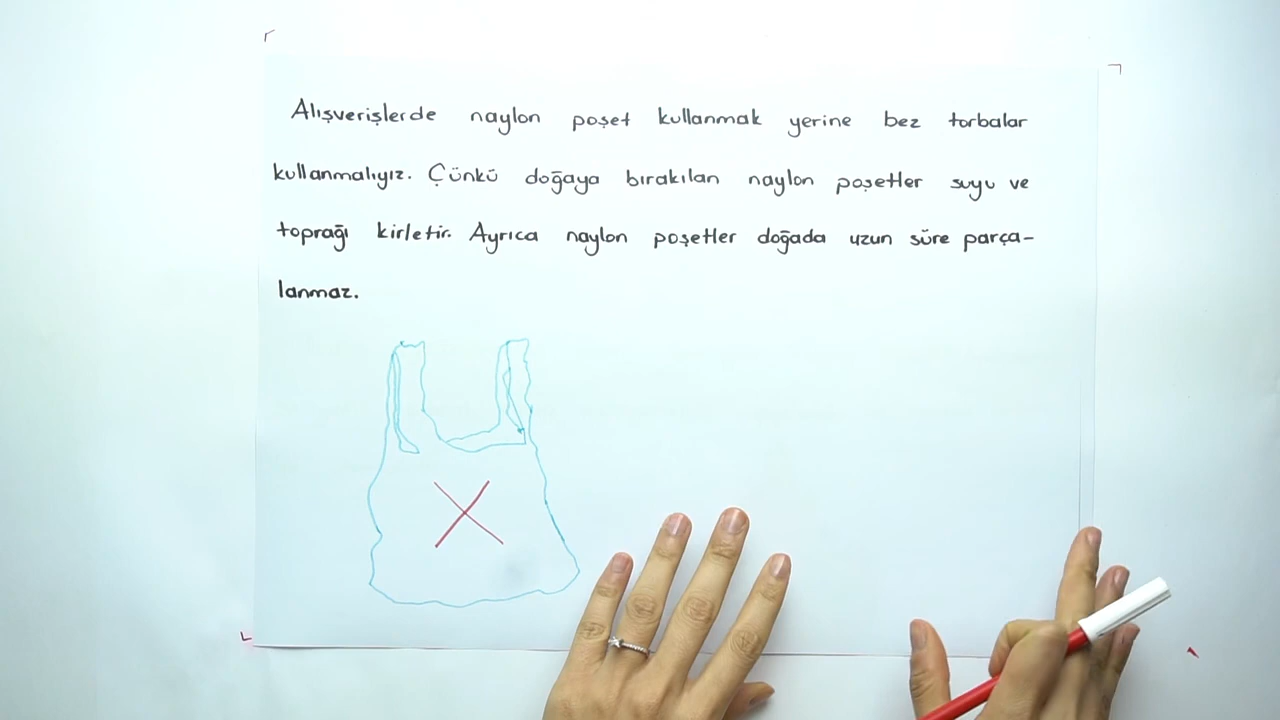 Alışverişlerde naylon poşet kullanmak yerine bez torbalar
kullanmalıyız. Çünkü doğaya bırakılan naylon poşetler suyu ve
toprağı kirletir. Ayrıca naylon poşetler doğada uzun süre parça-
lanmaz.